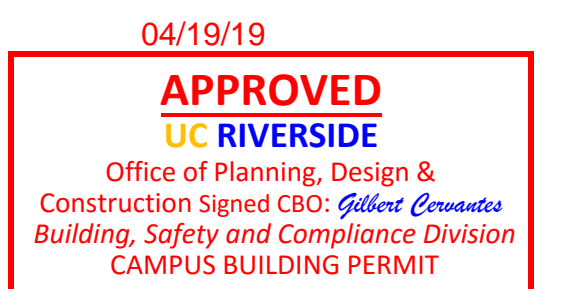 04/19/19
APPROVED
UC RIVERSIDE
Office of Planning, Design &
Construction Signed CBO: Gilbert Cervantes
Building, Safety and Compliance Division
CAMPUS BUILDING PERMIT